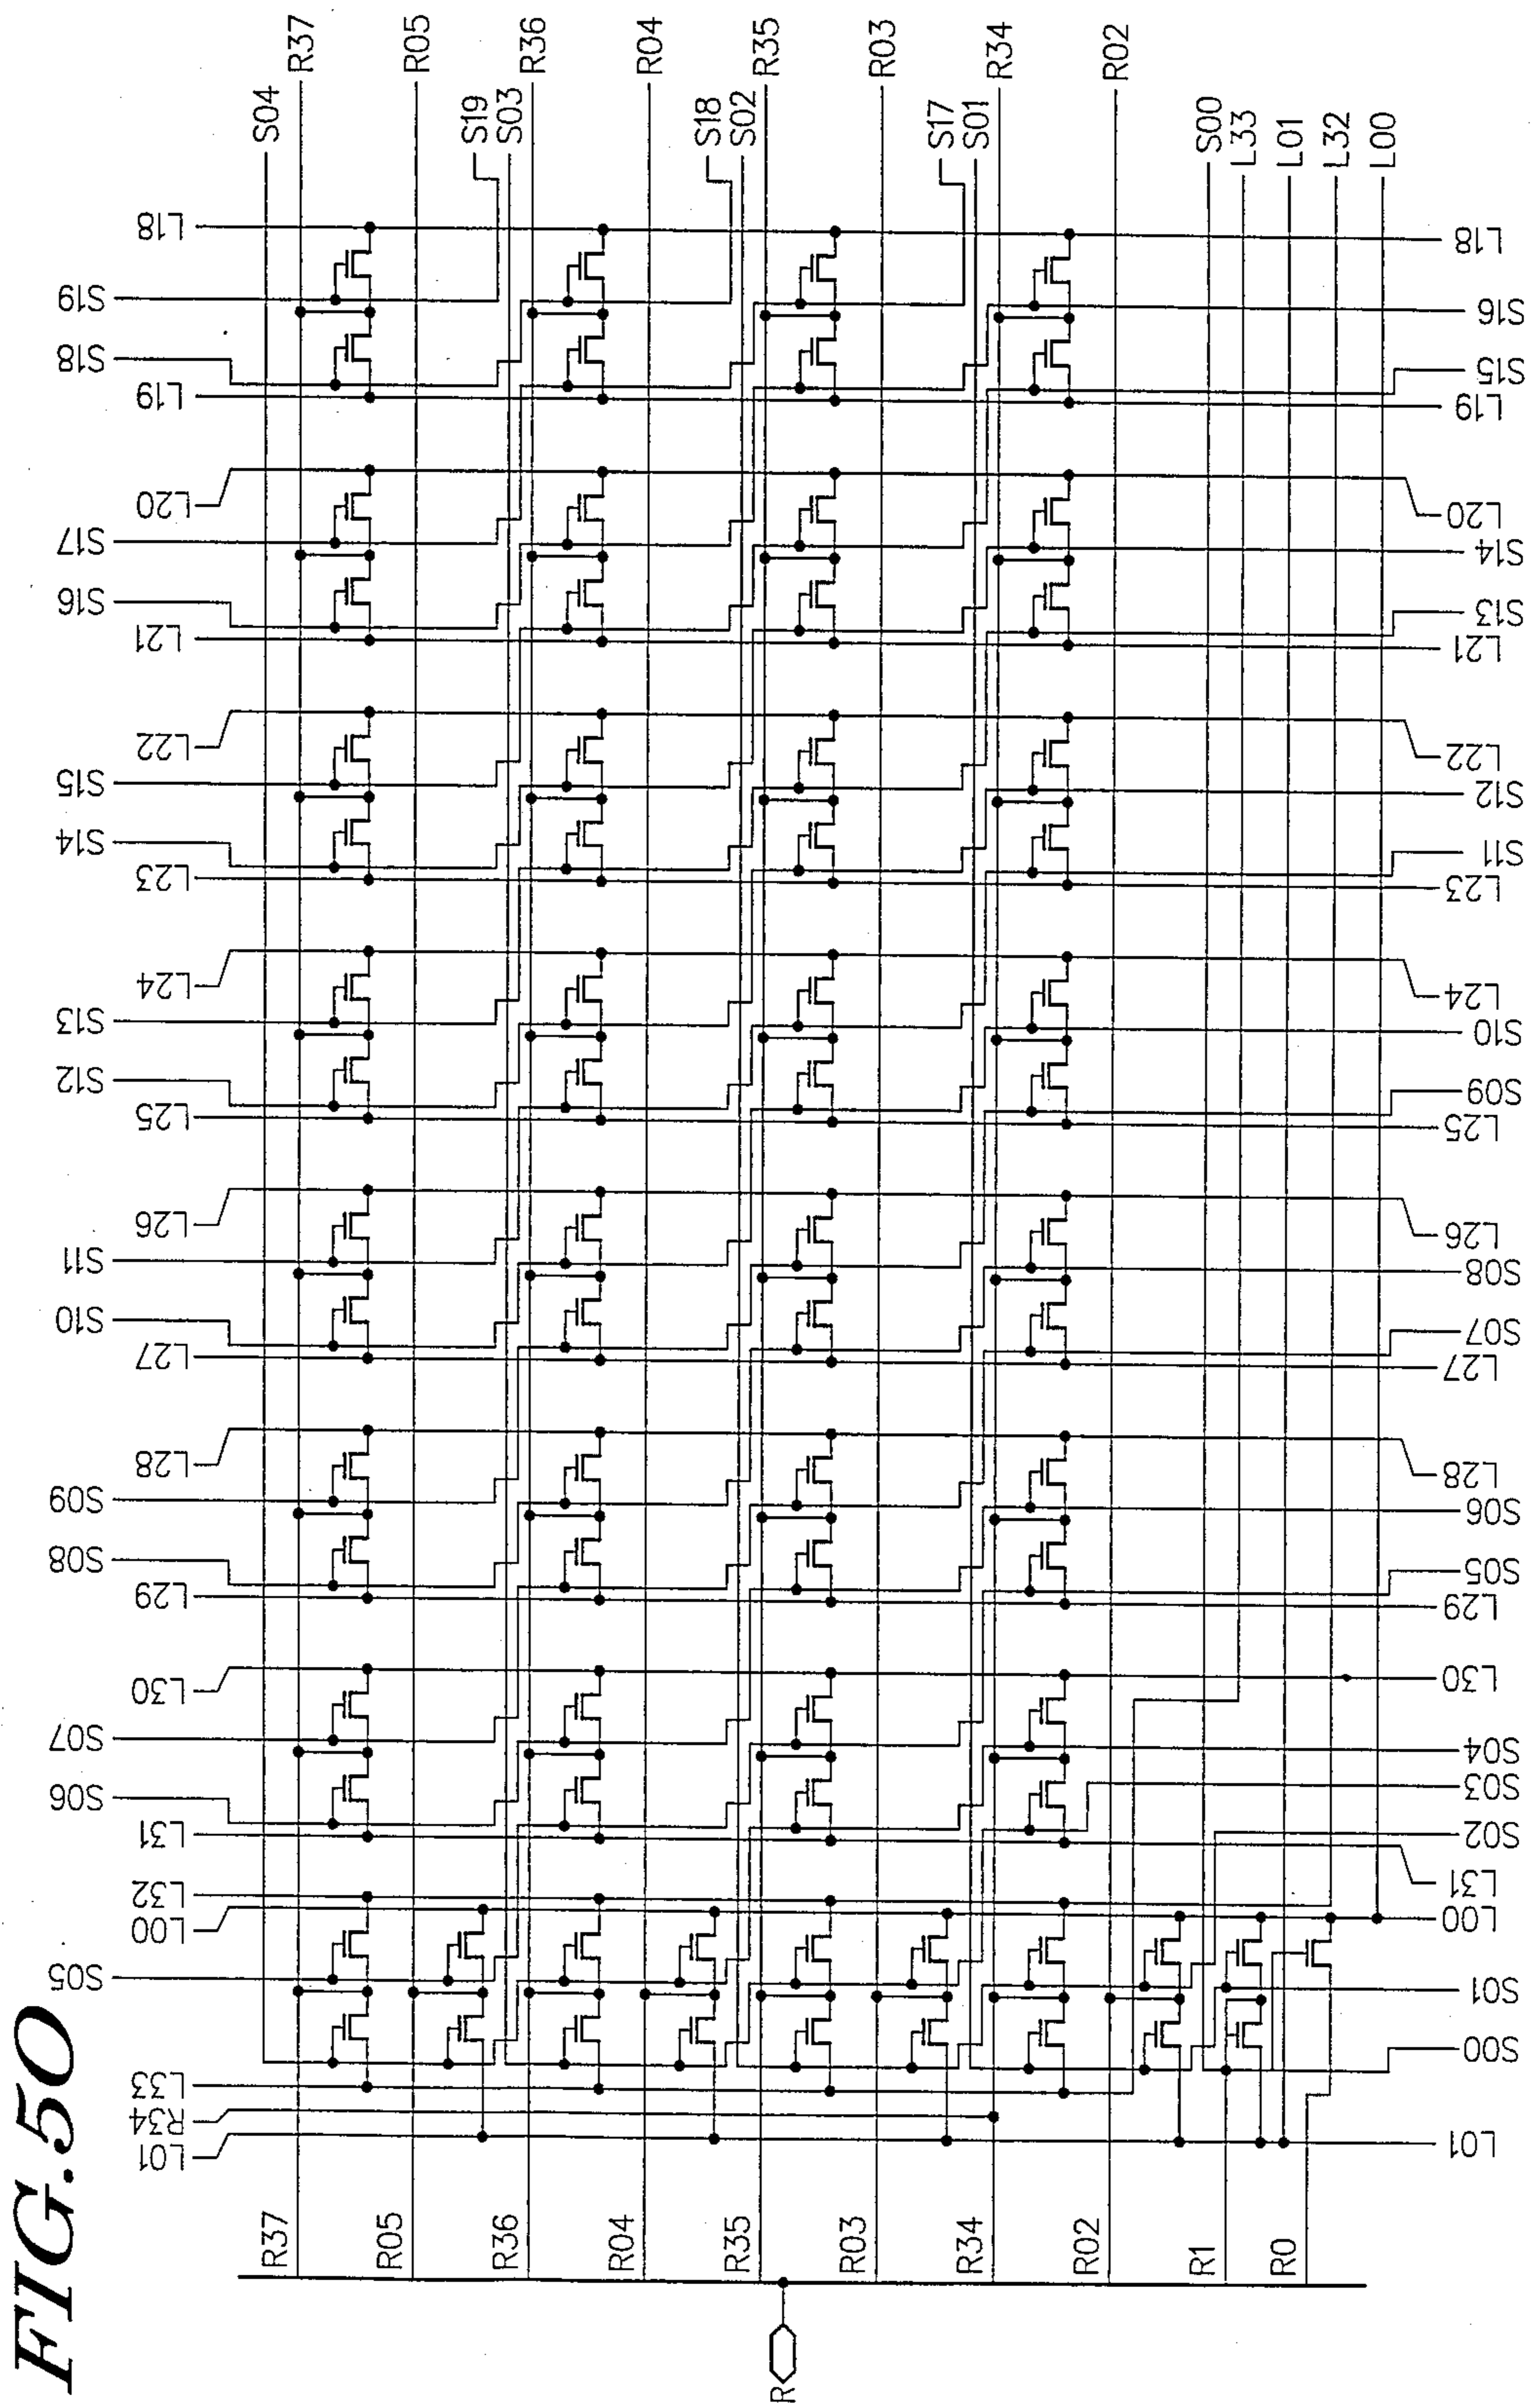 FIG.50
S04
R37
R05
S19
S03
R36
R04
S18
S02
R35
R03
S17
S01
R34
R02
S00
L33
L01
L32
L00
L18
S19
S18
L19
L20
S17
S16
L21
L22
S15
S14
L23
L24
S13
S12
L25
L26
S11
S10
L27
L28
S09
S08
L29
L30
S07
S06
L31
L32
L00
S05
L33
R34
L01
L18
S16
S15
L19
L20
S14
S13
L21
L22
S12
S11
L23
L24
S10
S09
L25
L26
S08
S07
L27
L28
S06
S05
L29
L30
S04
S03
S02
L31
L00
S01
S00
L01
R37
R05
R36
R04
R35
R03
R34
R02
R1
R0
R